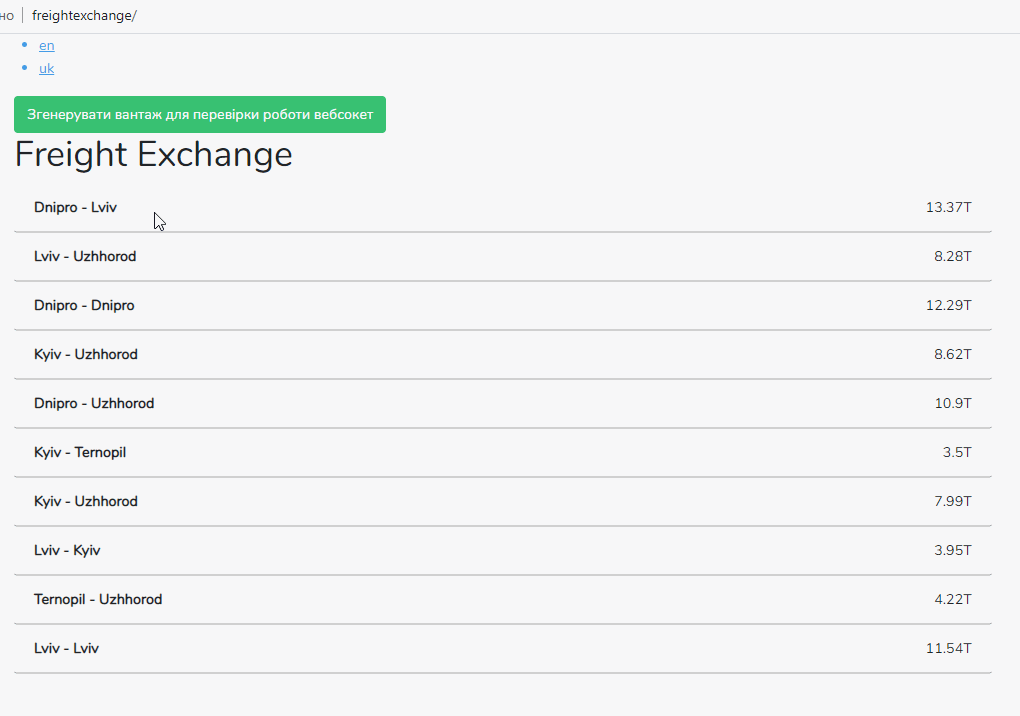 но | freightexchange/
en
uk
Згенерувати вантаж для перевірки роботи вебсокет
Freight Exchange
Dnipro - Lviv 13.37T
Lviv - Uzhhorod 8.28T
Dnipro - Dnipro 12.29T
Kyiv - Uzhhorod 8.62T
Dnipro - Uzhhorod 10.9T
Kyiv - Ternopil 3.5T
Kyiv - Uzhhorod 7.99T
Lviv - Kyiv 3.95T
Ternopil - Uzhhorod 4.22T
Lviv - Lviv 11.54T